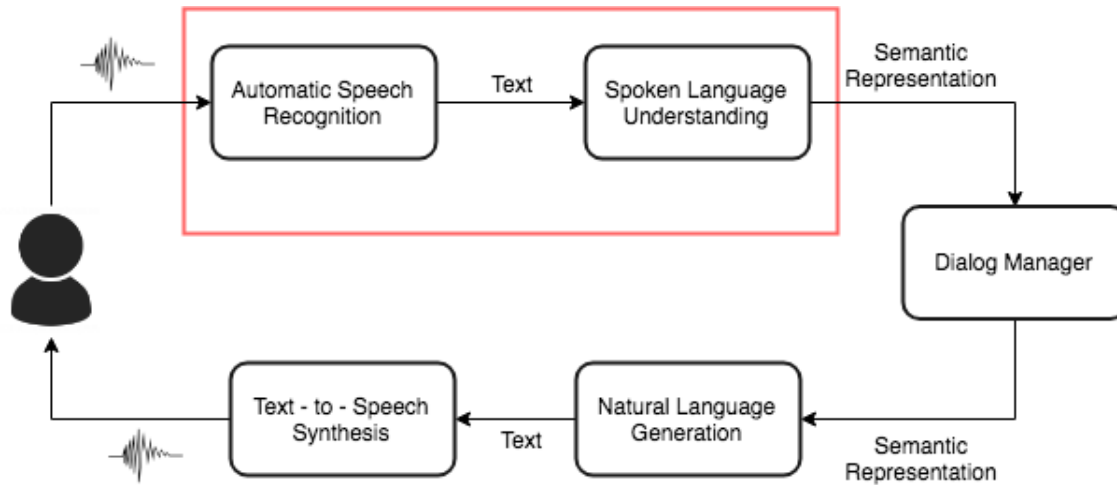 Automatic Speech
Recognition
Text
Spoken Language
Understanding
Semantic
Representation
Dialog Manager
Text - to - Speech
Synthesis
Text
Natural Language
Generation
Semantic
Representation